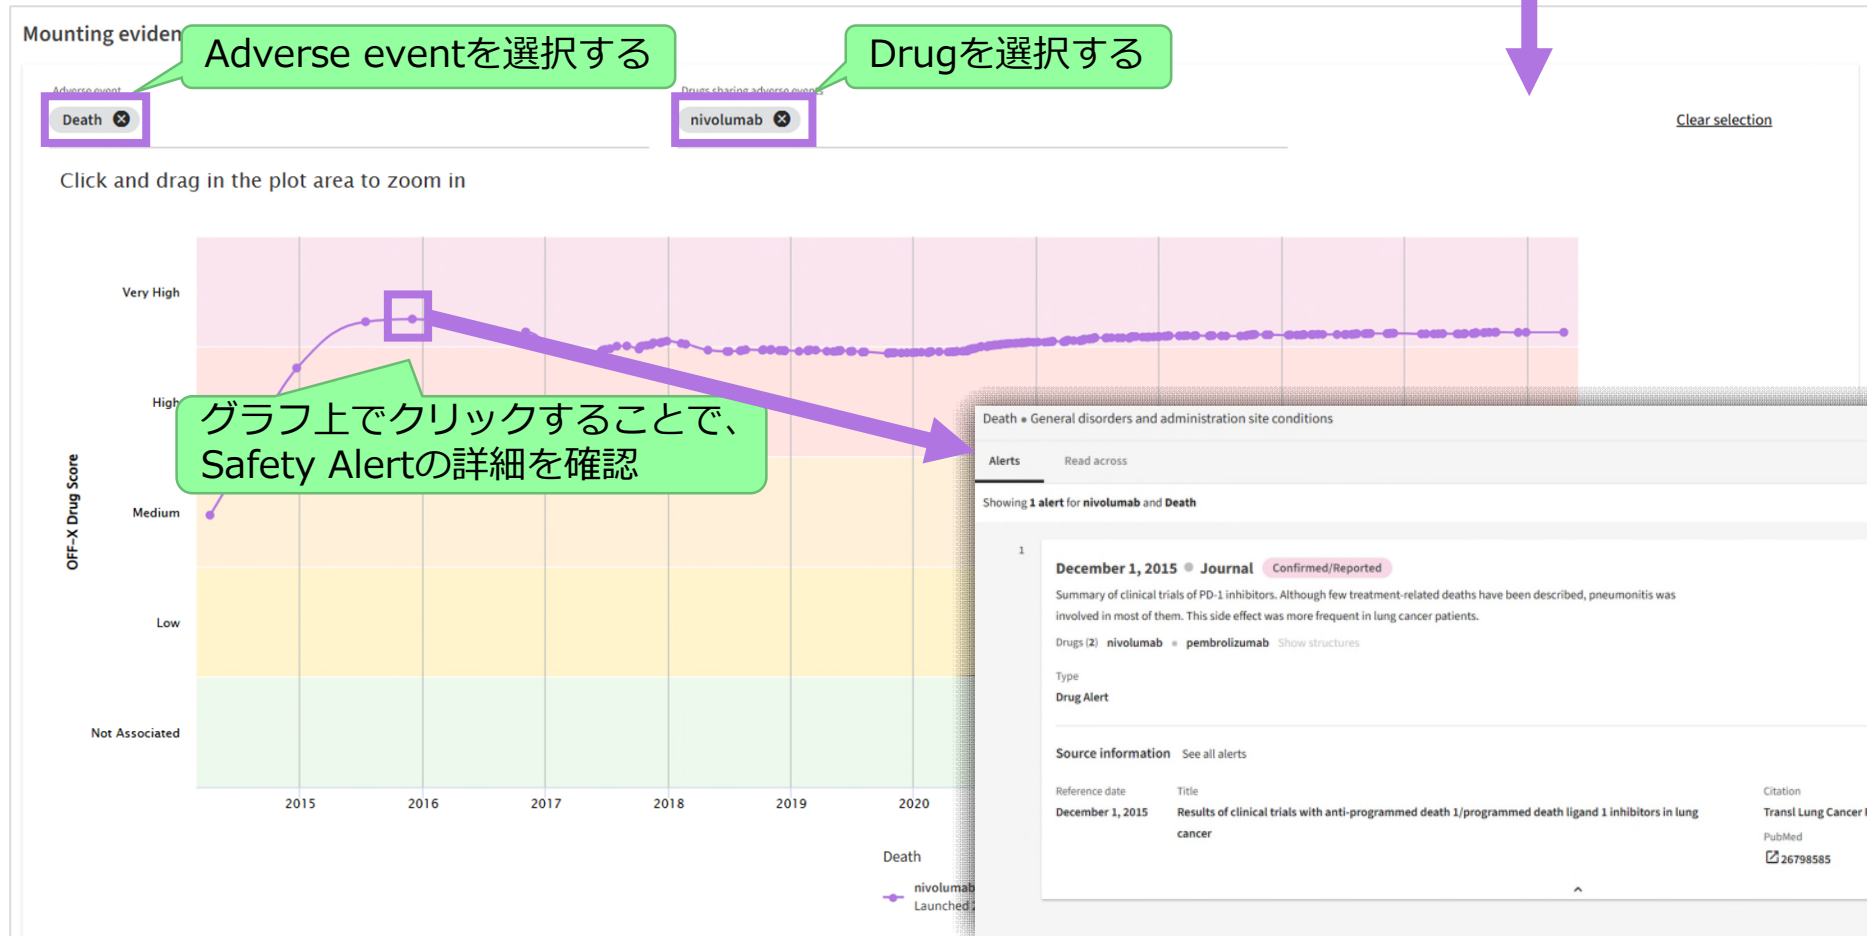 Mounting eviden
Adverse eventを選択する
Drugを選択する
Adverse event
Drugs sharing adverse events
Death
nivolumab
Clear selection
Click and drag in the plot area to zoom in
Very High
High
Medium
Low
Not Associated
OFF-X Drug Score
グラフ上でクリックすることで、
Safety Alertの詳細を確認
2015 2016 2017 2018 2019 2020
Death
nivolumab
Launched
Death • General disorders and administration site conditions
Alerts Read across
Showing 1 alert for nivolumab and Death
1
December 1, 2015 • Journal Confirmed/Reported
Summary of clinical trials of PD-1 inhibitors. Although few treatment-related deaths have been described, pneumonitis was
involved in most of them. This side effect was more frequent in lung cancer patients.
Drugs (2) nivolumab • pembrolizumab Show structures
Type
Drug Alert
Source information See all alerts
Reference date Title Citation
December 1, 2015 Results of clinical trials with anti-programmed death 1/programmed death ligand 1 inhibitors in lung Transl Lung Cancer
cancer
PubMed
26798585